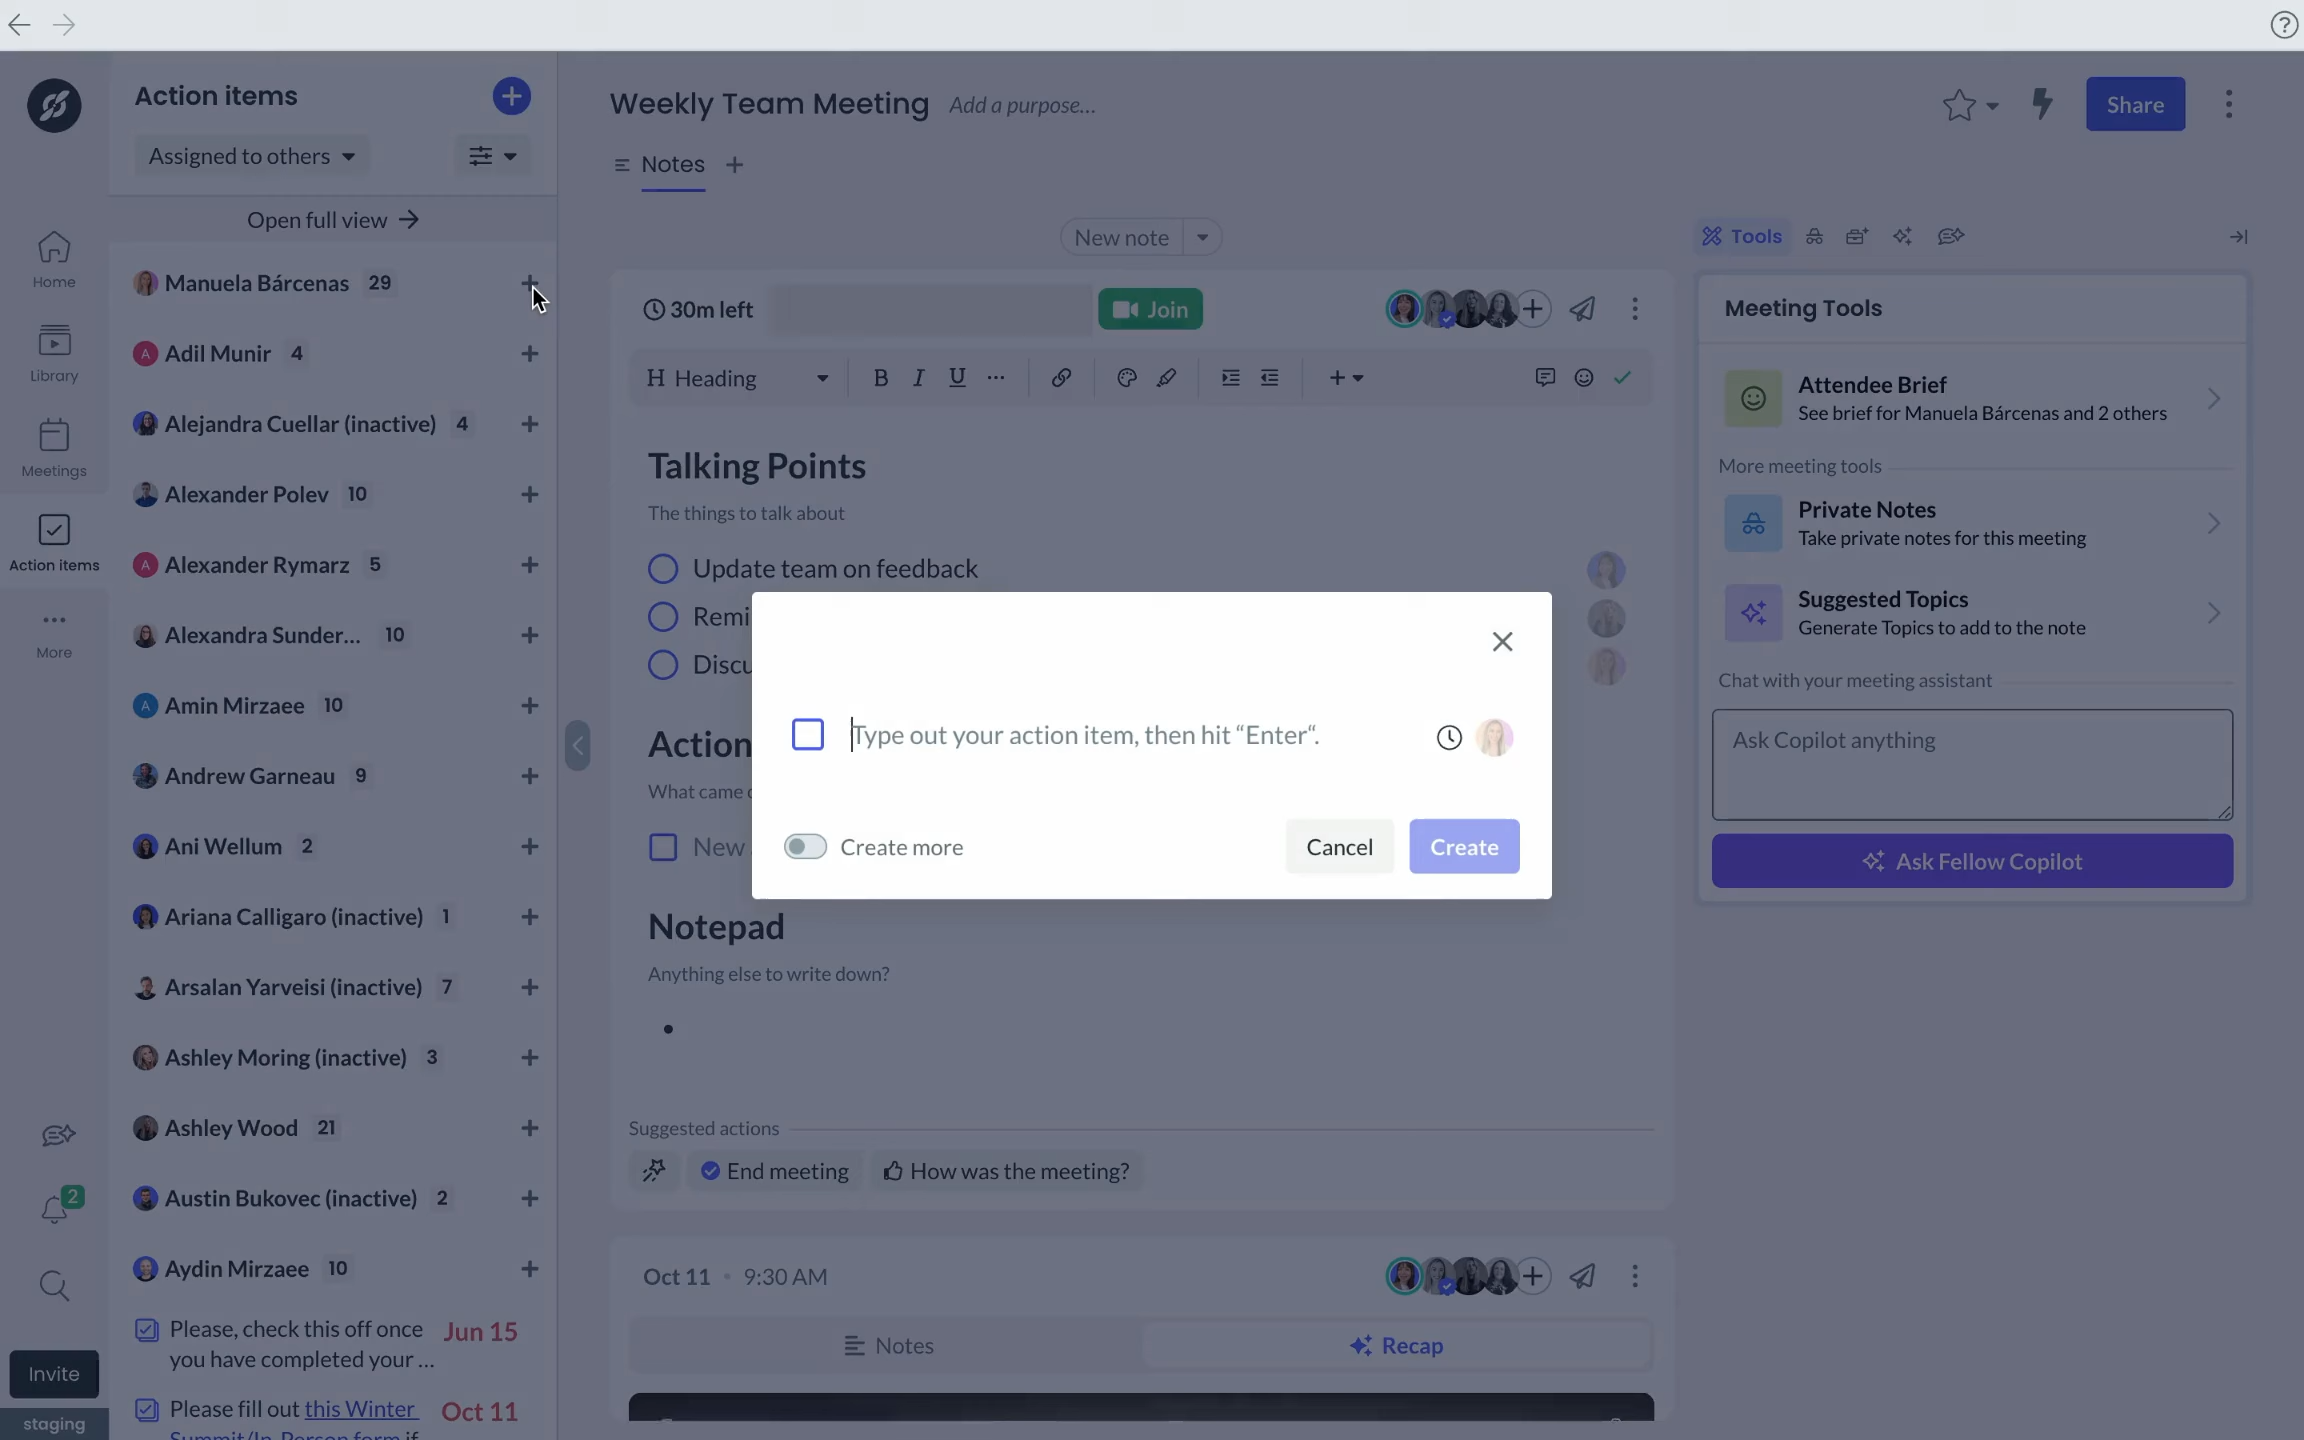 Action items
Assigned to others
Open full view →
Home
Library
Meetings
Action items
More
2
Invite
staging
Manuela Bárcenas 29
A Adil Munir 4
Alejandra Cuellar (inactive) 4
Alexander Polev 10
A Alexander Rymarz 5
Alexandra Sunder... 10
A Amin Mirzaee 10
Andrew Garneau 9
Ani Wellum 2
Ariana Calligaro (inactive) 1
Arsalan Yarveisi (inactive) 7
Ashley Moring (inactive) 3
Ashley Wood 21
Austin Bukovec (inactive) 2
Aydin Mirzaee 10
Please, check this off once Jun 15
you have completed your ...
Please fill out this Winter Oct 11
Summit/In-Person form if
Weekly Team Meeting Add a purpose...
Share
Notes +
New note
30m left
Join
H Heading B I U
Talking Points
The things to talk about
Update team on feedback
Remi
Discu
Action
What came
New
Type out your action item, then hit “Enter“.
Create more
Cancel
Create
Notepad
Anything else to write down?
•
Suggested actions
End meeting
How was the meeting?
Oct 11 • 9:30 AM
Notes
Recap
Tools
Meeting Tools
Attendee Brief
See brief for Manuela Bárcenas and 2 others
More meeting tools
Private Notes
Take private notes for this meeting
Suggested Topics
Generate Topics to add to the note
Chat with your meeting assistant
Ask Copilot anything
Ask Fellow Copilot